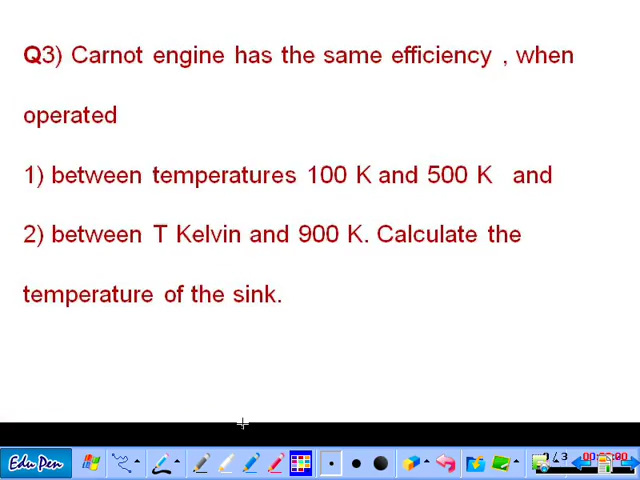 Q3) Carnot engine has the same efficiency , when
operated
1) between temperatures 100 K and 500 K and
2) between T Kelvin and 900 K. Calculate the
temperature of the sink.
Edu Pen
/ 3